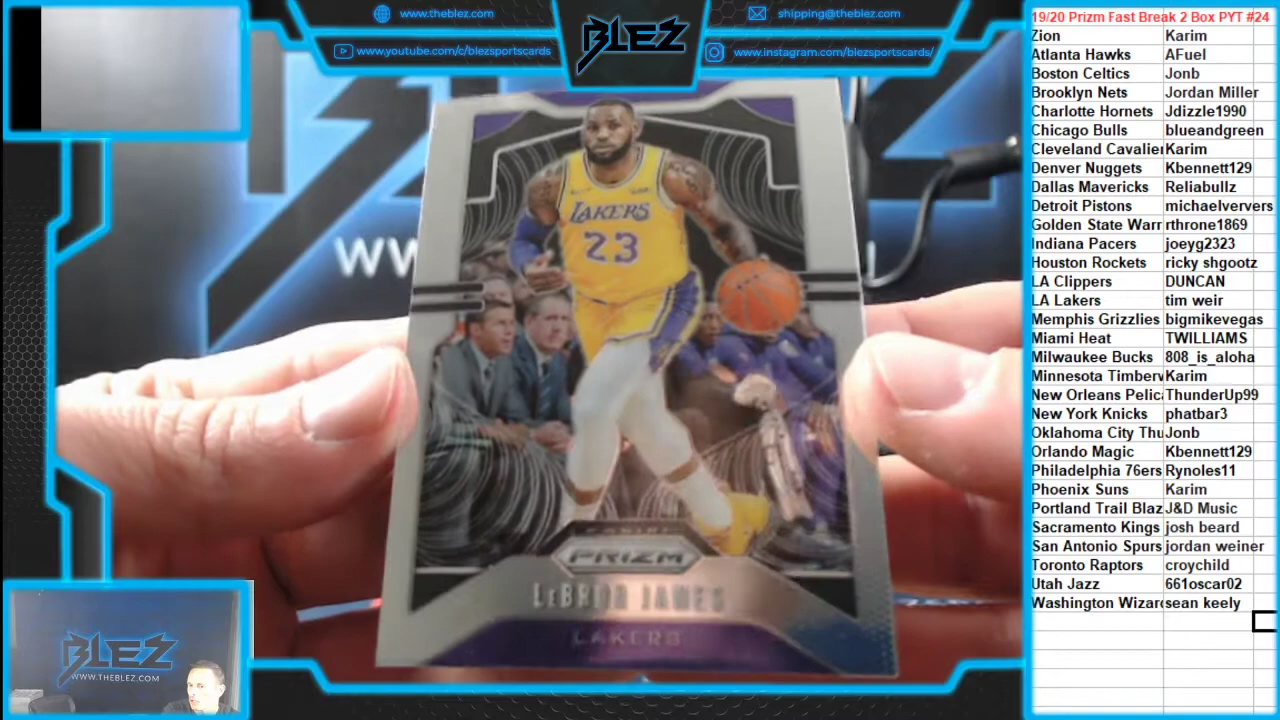 www.theblez.com
www.youtube.com/c/blezsportscards
BLEZ
shipping@theblez.com
www.instagram.com/blezsportscards/
LAKERS
23
PANINI
PRIZM
LEBRON JAMES
LAKERS
BLEZ
WWW.THEBLEZ.COM
19/20 Prizm Fast Break 2 Box PYT #24
Zion Karim
Atlanta Hawks AFuel
Boston Celtics Jonb
Brooklyn Nets Jordan Miller
Charlotte Hornets Jdizzle1990
Chicago Bulls blueandgreen
Cleveland Cavalier Karim
Denver Nuggets Kbennett129
Dallas Mavericks Reliabullz
Detroit Pistons michaelververs
Golden State Warr rthrone1869
Indiana Pacers joeyg2323
Houston Rockets ricky shgootz
LA Clippers DUNCAN
LA Lakers tim weir
Memphis Grizzlies bigmikevegas
Miami Heat TWILLIAMS
Milwaukee Bucks 808_is_aloha
Minnesota Timberv Karim
New Orleans Pelic ThunderUp99
New York Knicks phatbar3
Oklahoma City Thu Jonb
Orlando Magic Kbennett129
Philadelphia 76ers Rynoles11
Phoenix Suns Karim
Portland Trail Blaz J&D Music
Sacramento Kings josh beard
San Antonio Spurs jordan weiner
Toronto Raptors croychild
Utah Jazz 661oscar02
Washington Wizar sean keely